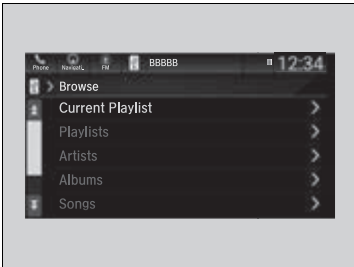 Phone Navigati.. FM BBBBB 12:34
Browse
Current Playlist
Playlists
Artists
Albums
Songs